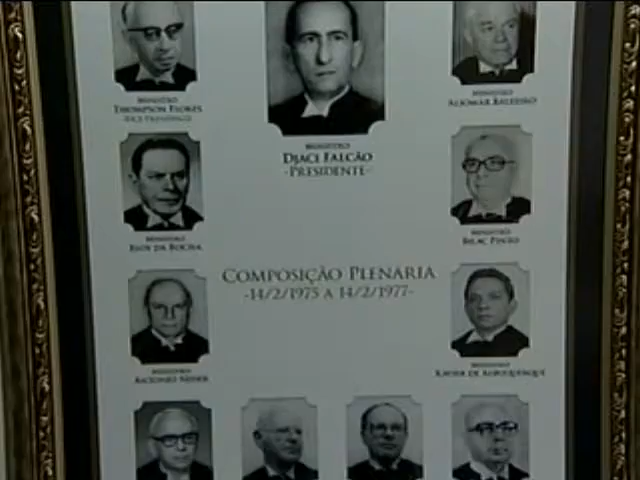 MINISTRO
THOMPSON FLORES
-VICE PRESIDENTE-
MINISTRO
DJACI FALCÃO
-PRESIDENTE-
MINISTRO
ALIOMAR BALEEIRO
MINISTRO
ELOY DA ROCHA
MINISTRO
BILAC PINTO
COMPOSIÇÃO PLENÁRIA
-14/2/1975 A 14/2/1977-
MINISTRO
ANTONIO NEDER
MINISTRO
XAVIER DE ALBUQUERQUE